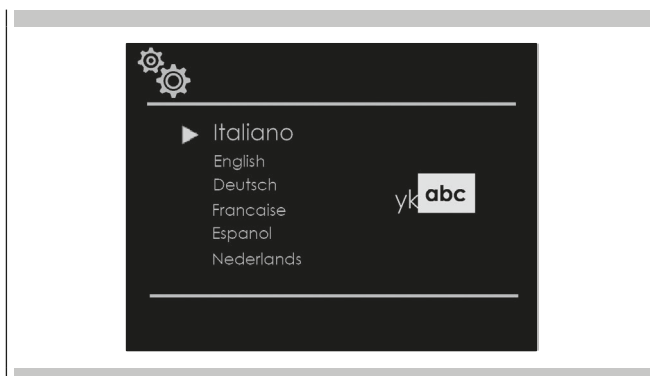 Italiano
English
Deutsch
Francaise
Espanol
Nederlands
yk abc